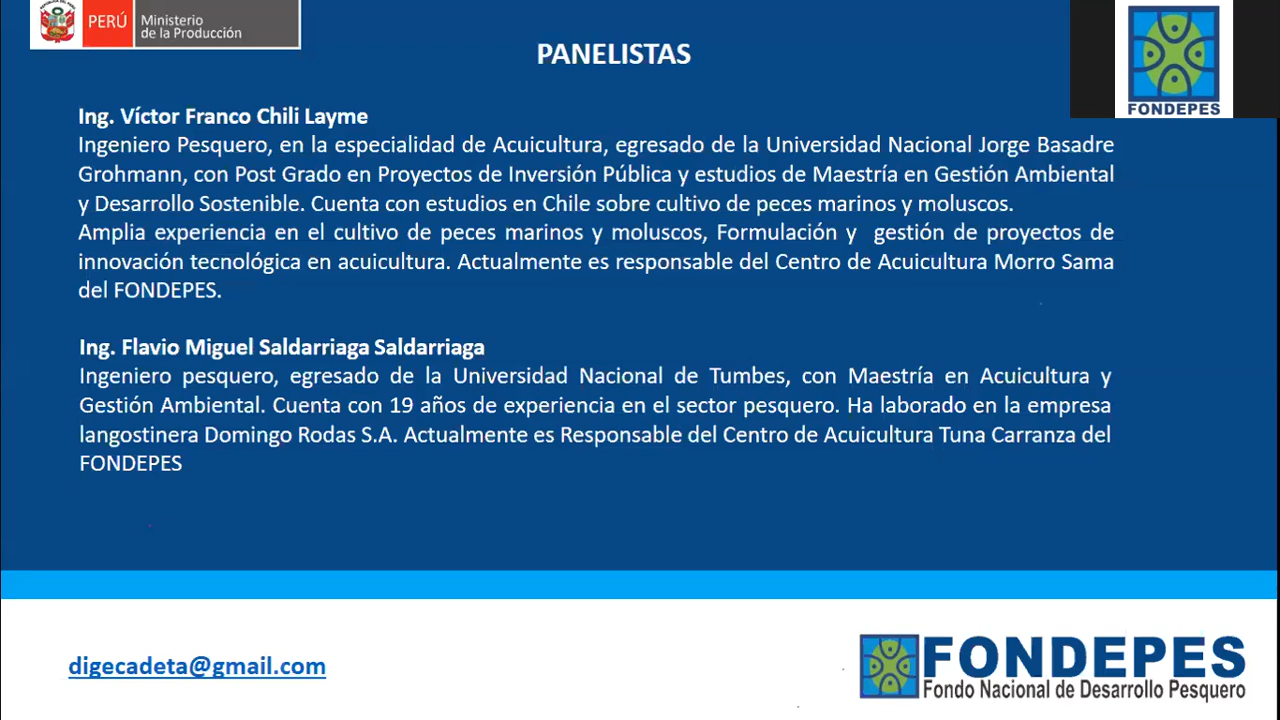 PERÚ
Ministerio
de la Producción
PANELISTAS
FONDEPES
Ing. Víctor Franco Chili Layme
Ingeniero Pesquero, en la especialidad de Acuicultura, egresado de la Universidad Nacional Jorge Basadre
Grohmann, con Post Grado en Proyectos de Inversión Pública y estudios de Maestría en Gestión Ambiental
y Desarrollo Sostenible. Cuenta con estudios en Chile sobre cultivo de peces marinos y moluscos.
Amplia experiencia en el cultivo de peces marinos y moluscos, Formulación y gestión de proyectos de
innovación tecnológica en acuicultura. Actualmente es responsable del Centro de Acuicultura Morro Sama
del FONDEPES.
Ing. Flavio Miguel Saldarriaga Saldarriaga
Ingeniero pesquero, egresado de la Universidad Nacional de Tumbes, con Maestría en Acuicultura y
Gestión Ambiental. Cuenta con 19 años de experiencia en el sector pesquero. Ha laborado en la empresa
langostinera Domingo Rodas S.A. Actualmente es Responsable del Centro de Acuicultura Tuna Carranza del
FONDEPES
digecadeta@gmail.com
FONDEPES
Fondo Nacional de Desarrollo Pesquero